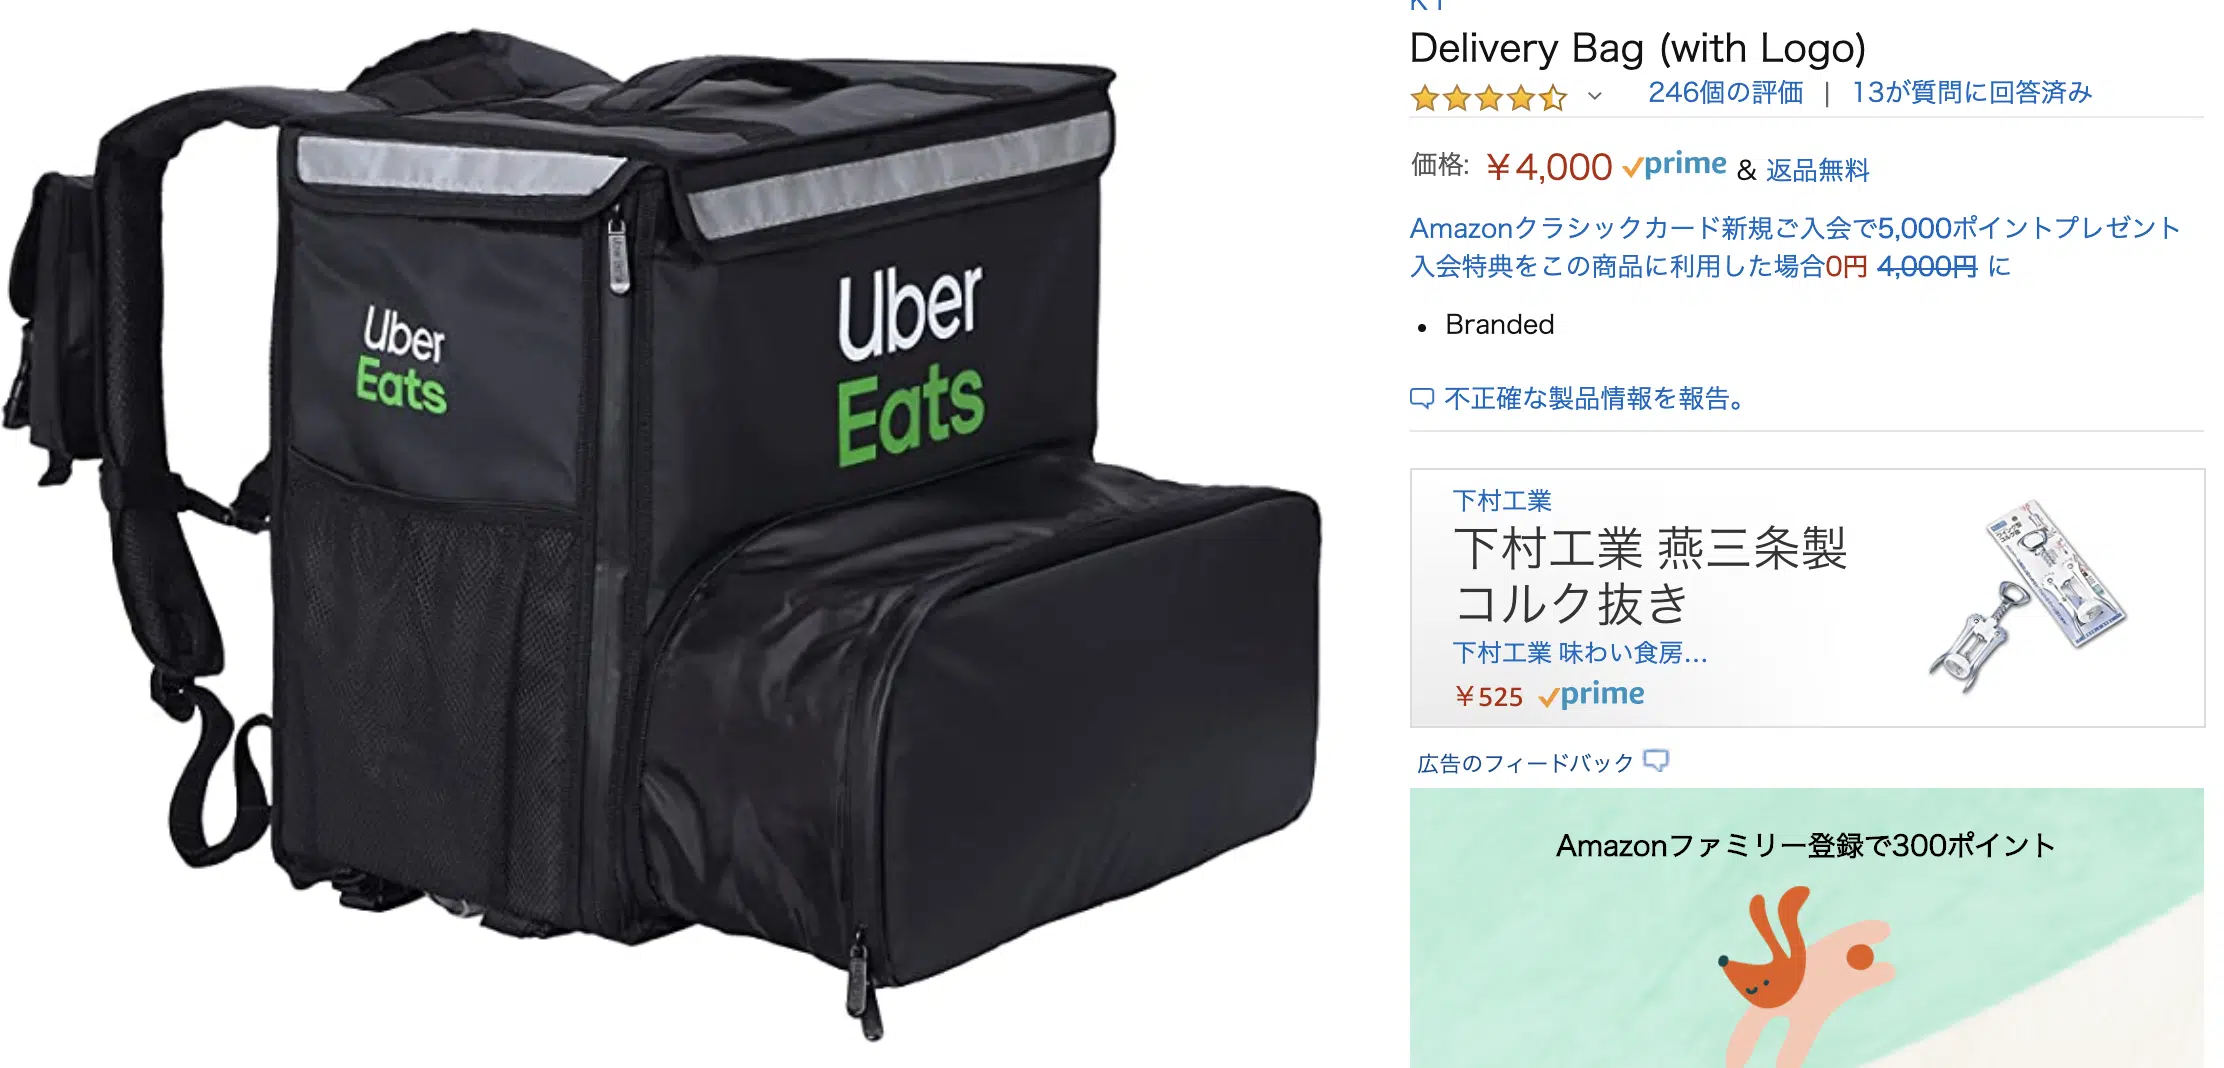 Uber
Eats
Uber
Eats
Delivery Bag (with Logo)
246個の評価 | 13が質問に回答済み
価格: ￥4,000 prime & 返品無料
Amazonクラシックカード新規ご入会で5,000ポイントプレゼント
入会特典をこの商品に利用した場合0円 4,000円 に
Branded
不正確な製品情報を報告。
下村工業
下村工業 燕三条製
コルク抜き
下村工業 味わい食房...
￥525 prime
広告のフィードバック
Amazonファミリー登録で300ポイント